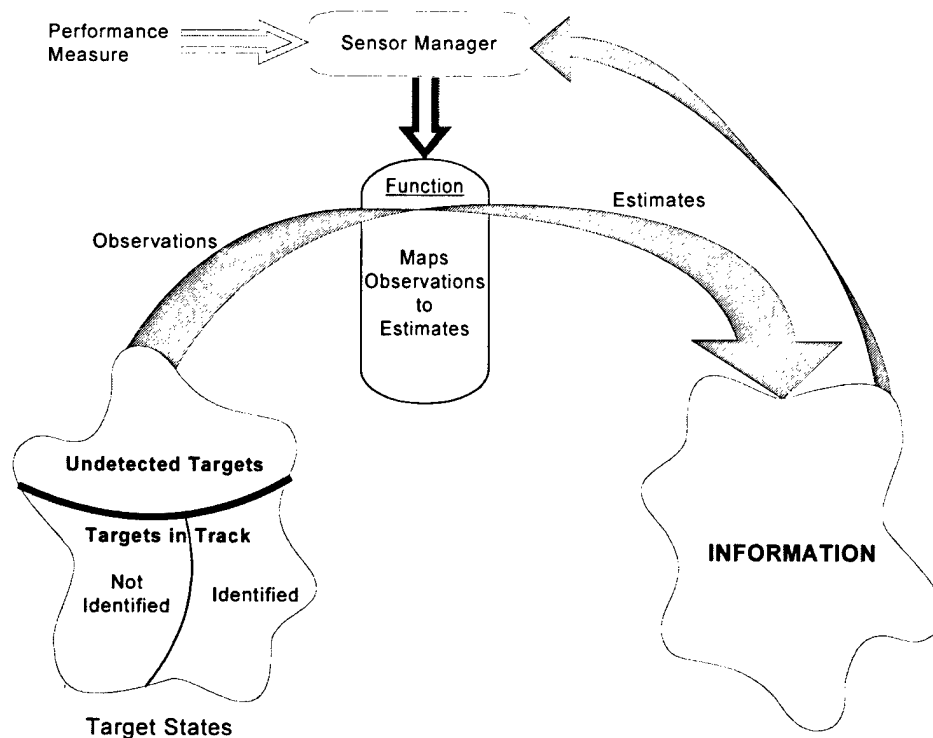 Performance
Measure
Sensor Manager
Function
Estimates
Observations
Maps
Observations
to
Estimates
Undetected Targets
Targets in Track
Not
Identified
Identified
INFORMATION
Target States